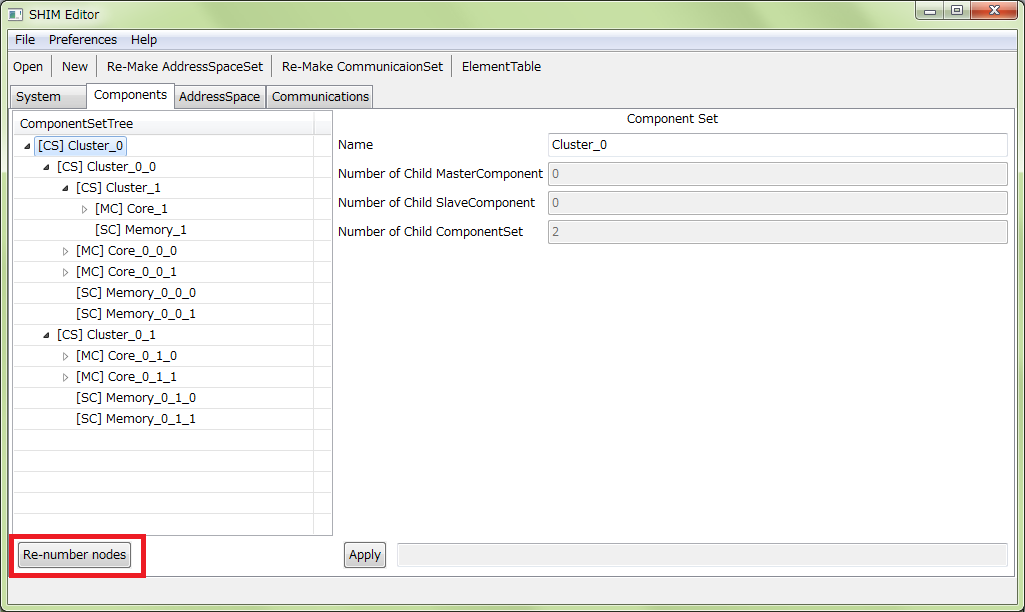 SHIM Editor
File Preferences Help
Open New Re-Make AddressSpaceSet Re-Make CommunicaionSet ElementTable
System Components AddressSpace Communications
ComponentSetTree
[CS] Cluster_0
[CS] Cluster_0_0
[CS] Cluster_1
[MC] Core_1
[SC] Memory_1
[MC] Core_0_0_0
[MC] Core_0_0_1
[SC] Memory_0_0_0
[SC] Memory_0_0_1
[CS] Cluster_0_1
[MC] Core_0_1_0
[MC] Core_0_1_1
[SC] Memory_0_1_0
[SC] Memory_0_1_1
Re-number nodes
Component Set
Name Cluster_0
Number of Child MasterComponent 0
Number of Child SlaveComponent 0
Number of Child ComponentSet 2
Apply